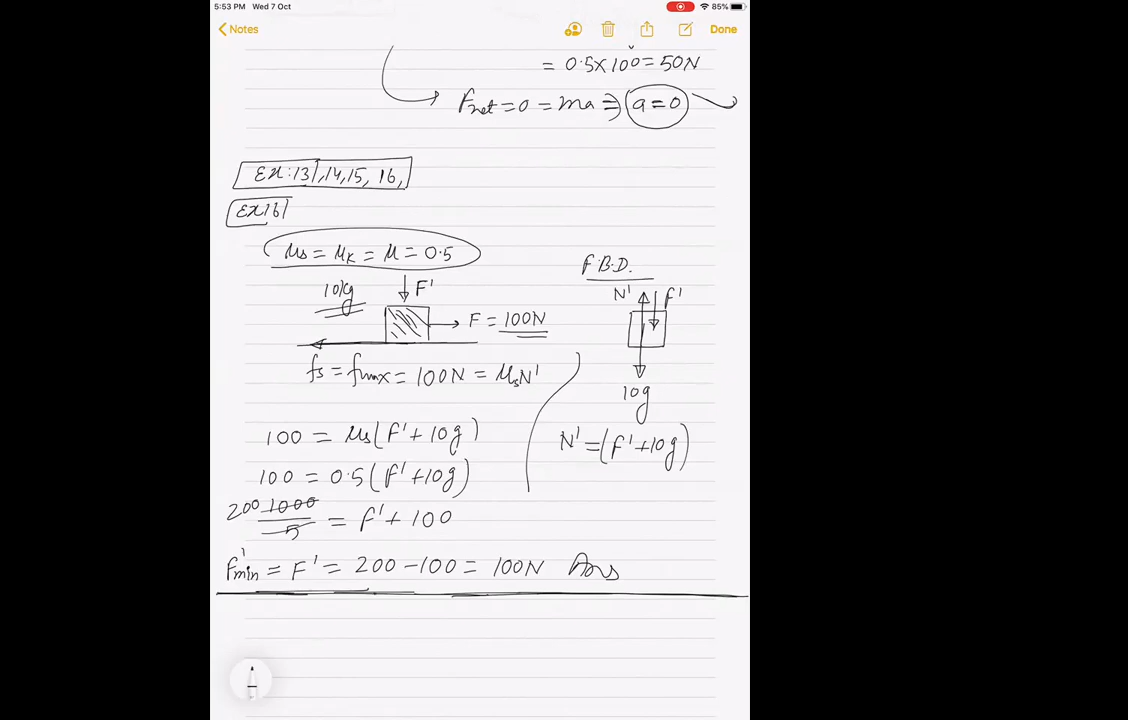 5:53 PM Wed 7 Oct
85%
Notes
Done
= 0.5×100 = 50N
Fnet = 0 = ma ⇒ a = 0
Ex:13, 14, 15, 16,
Ex 16
μs = μk = μ = 0.5
10kg
F'
F = 100N
fs = fmax = 100N = μsN'
F.B.D.
N'
F'
10g
N' = (F' + 10g)
100 = μs(F' + 10g)
100 = 0.5(F' + 10g)
200 1000/5 = F' + 100
F'min = F' = 200 - 100 = 100N Ans